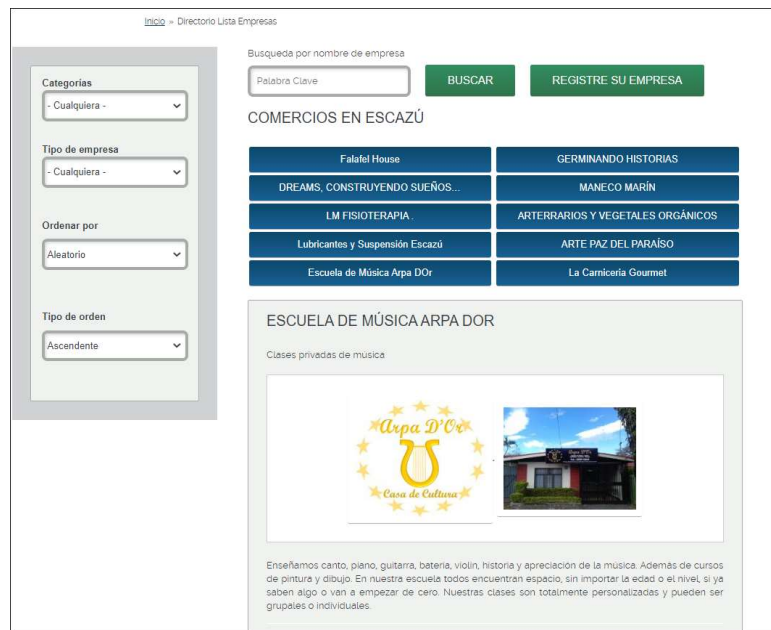 Inicio » Directorio Lista Empresas
Busqueda por nombre de empresa
Palabra Clave
BUSCAR
REGISTRE SU EMPRESA
Categorías
- Cualquiera -
Tipo de empresa
- Cualquiera -
Ordenar por
Aleatorio
Tipo de orden
Ascendente
COMERCIOS EN ESCAZÚ
Falafel House
GERMINANDO HISTORIAS
DREAMS, CONSTRUYENDO SUEÑOS...
MANECO MARÍN
LM FISIOTERAPIA .
ARTERRARIOS Y VEGETALES ORGÁNICOS
Lubricantes y Suspensión Escazú
ARTE PAZ DEL PARAÍSO
Escuela de Música Arpa DOr
La Carniceria Gourmet
ESCUELA DE MÚSICA ARPA DOR
Clases privadas de música
Arpa D'Or
Casa de Cultura
Arpa D'Or
Enseñamos canto, piano, guitarra, bateria, violin, historia y apreciación de la música. Además de cursos
de pintura y dibujo. En nuestra escuela todos encuentran espacio, sin importar la edad o el nivel, si ya
saben algo o van a empezar de cero. Nuestras clases son totalmente personalizadas y pueden ser
grupales o individuales.